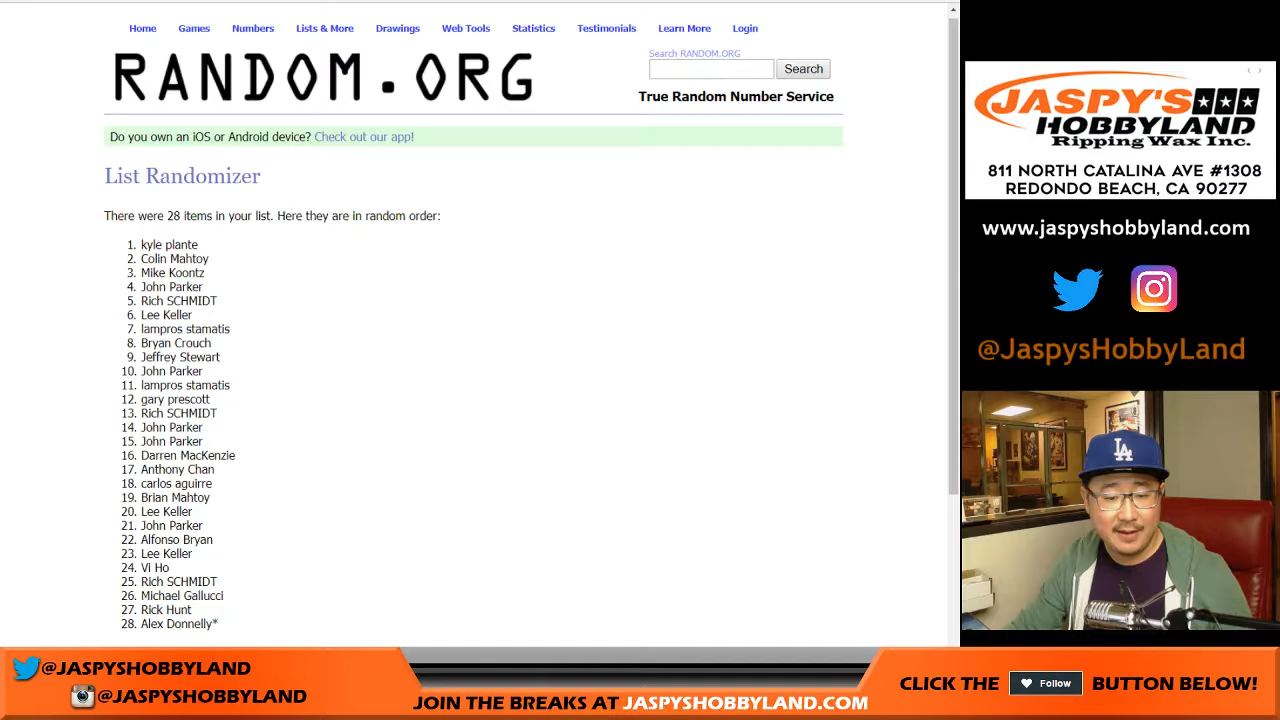 Home Games Numbers Lists & More Drawings Web Tools Statistics Testimonials Learn More Login
RANDOM.ORG
Search RANDOM.ORG
Search
True Random Number Service
Do you own an iOS or Android device? Check out our app!
List Randomizer
There were 28 items in your list. Here they are in random order:
1. kyle plante
2. Colin Mahtoy
3. Mike Koontz
4. John Parker
5. Rich SCHMIDT
6. Lee Keller
7. lampros stamatis
8. Bryan Crouch
9. Jeffrey Stewart
10. John Parker
11. lampros stamatis
12. gary prescott
13. Rich SCHMIDT
14. John Parker
15. John Parker
16. Darren MacKenzie
17. Anthony Chan
18. carlos aguirre
19. Brian Mahtoy
20. Lee Keller
21. John Parker
22. Alfonso Bryan
23. Lee Keller
24. Vi Ho
25. Rich SCHMIDT
26. Michael Gallucci
27. Rick Hunt
28. Alex Donnelly*
JASPY'S
HOBBYLAND
Ripping Wax Inc.
811 NORTH CATALINA AVE #1308
REDONDO BEACH, CA 90277
www.jaspyshobbyland.com
@JaspysHobbyLand
LA
@JASPYSHOBBYLAND
@JASPYSHOBBYLAND
JOIN THE BREAKS AT JASPYSHOBBYLAND.COM
CLICK THE Follow BUTTON BELOW!